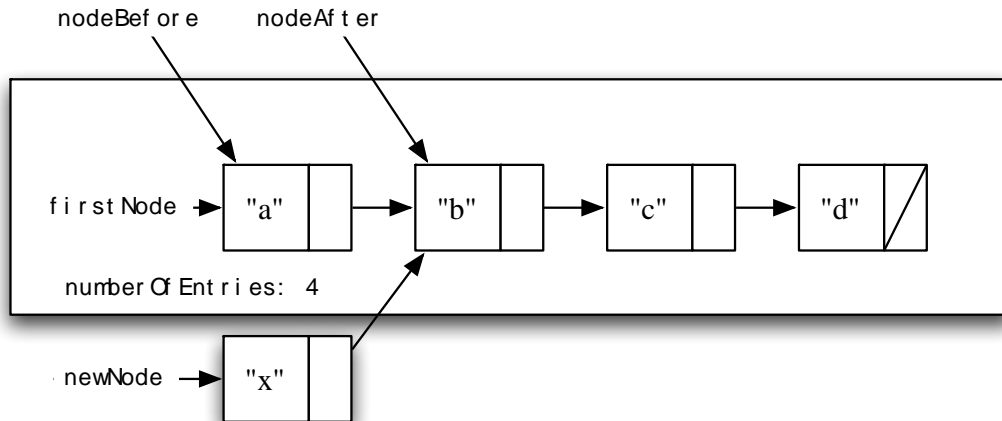 nodeBefore nodeAfter
firstNode "a" "b" "c" "d"
numberOfEntries: 4
newNode "x"